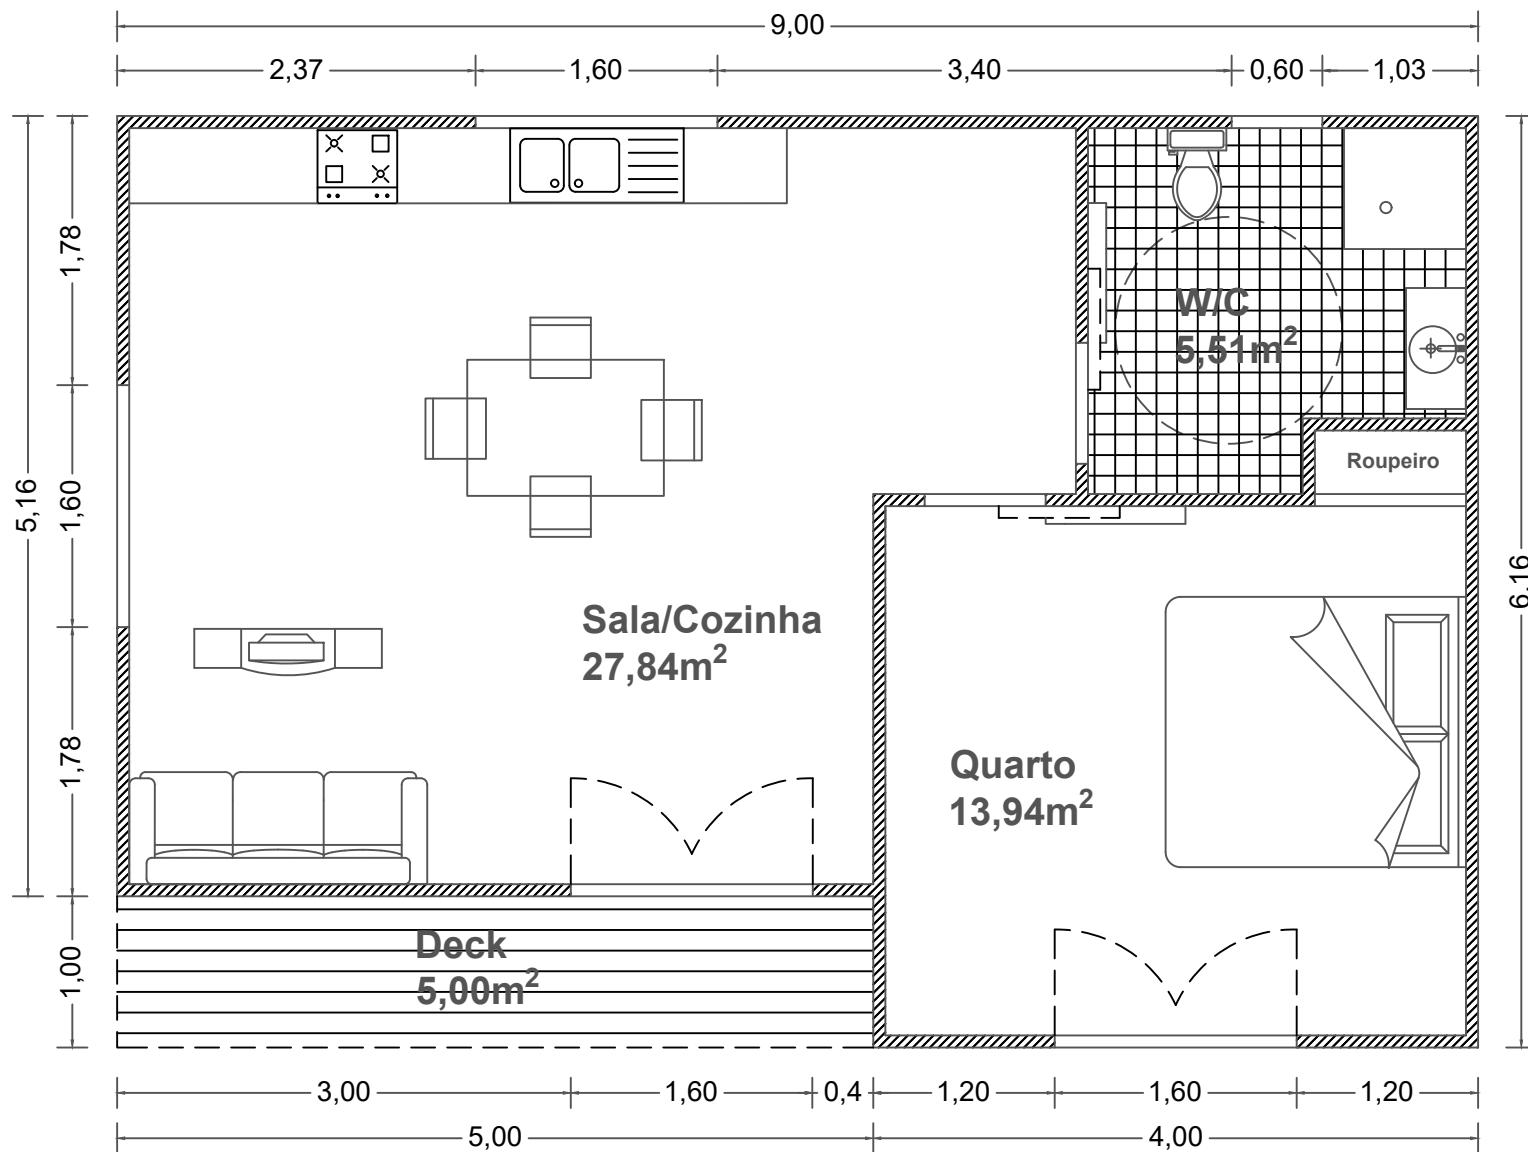 9,00
2,37
1,60
3,40
0,60
1,03
1,78
5,16
1,60
1,78
1,00
6,16
W/C
5,51m²
Roupeiro
Sala/Cozinha
27,84m²
Quarto
13,94m²
Deck
5,00m²
3,00
1,60
0,4
1,20
1,60
1,20
5,00
4,00